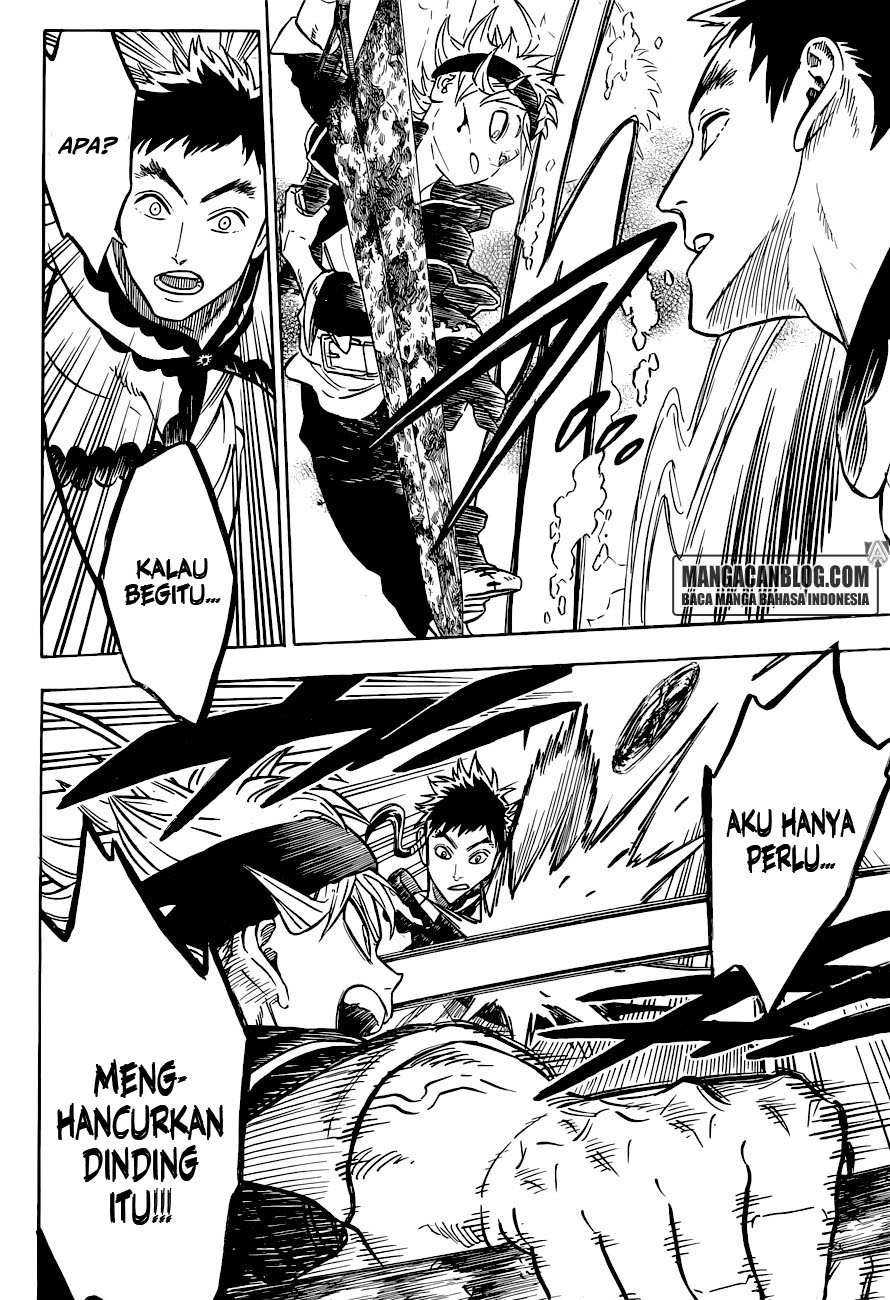 APA?
KALAU
BEGITU...
MANGACANBLOG.COM
BACA MANGA BAHASA INDONESIA
AKU HANYA
PERLU...
MENG-
HANCURKAN
DINDING
ITU!!!